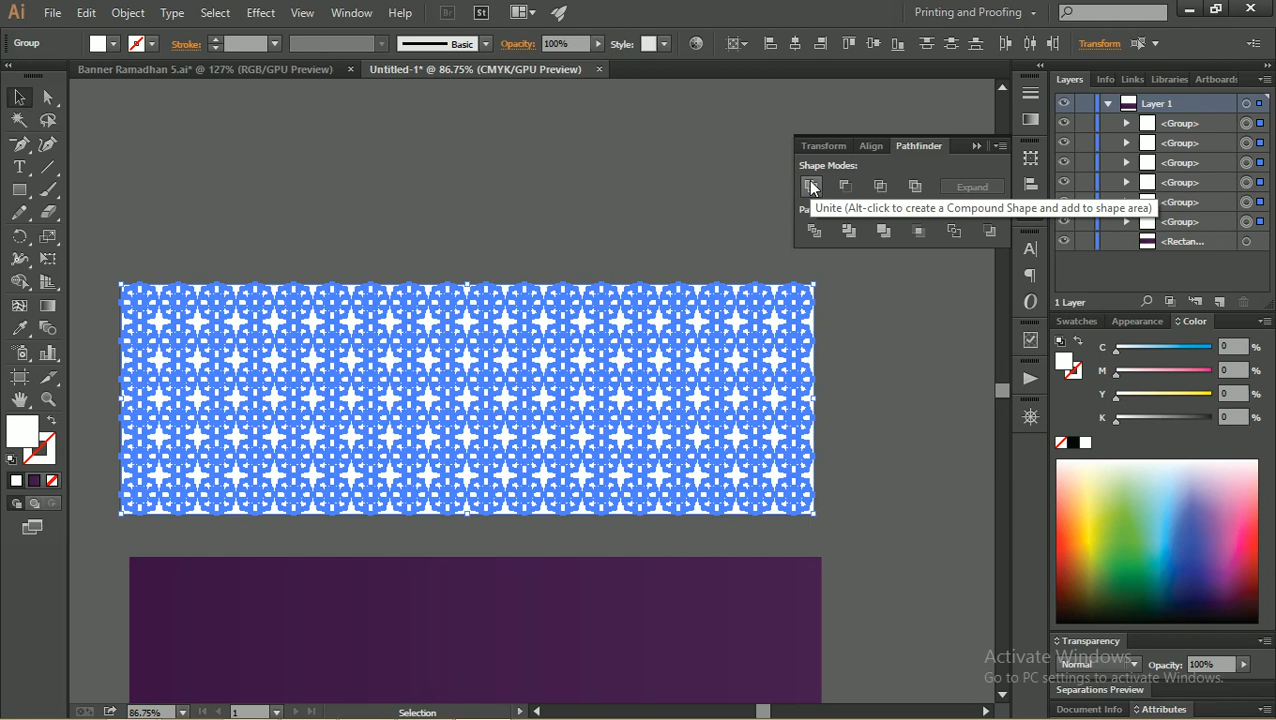 Ai File Edit Object Type Select Effect View Window Help Br St Printing and Proofing
Group Stroke: Basic Opacity: 100% Style: Transform
Banner Ramadhan 5.ai* @ 127% (RGB/GPU Preview) × Untitled-1* @ 86.75% (CMYK/GPU Preview) ×
Layers Info Links Libraries Artboards
Layer 1
<Group>
<Group>
<Group>
<Group>
<Group>
<Group>
<Rectan...
1 Layer
Transform Align Pathfinder
Shape Modes:
Expand
Unite (Alt-click to create a Compound Shape and add to shape area)
Pa
Swatches Appearance Color
C 0 %
M 0 %
Y 0 %
K 0 %
Transparency
Normal Opacity: 100%
Separations Preview
Document Info Attributes
Activate Windows
Go to PC settings to activate Windows.
86.75% 1 Selection